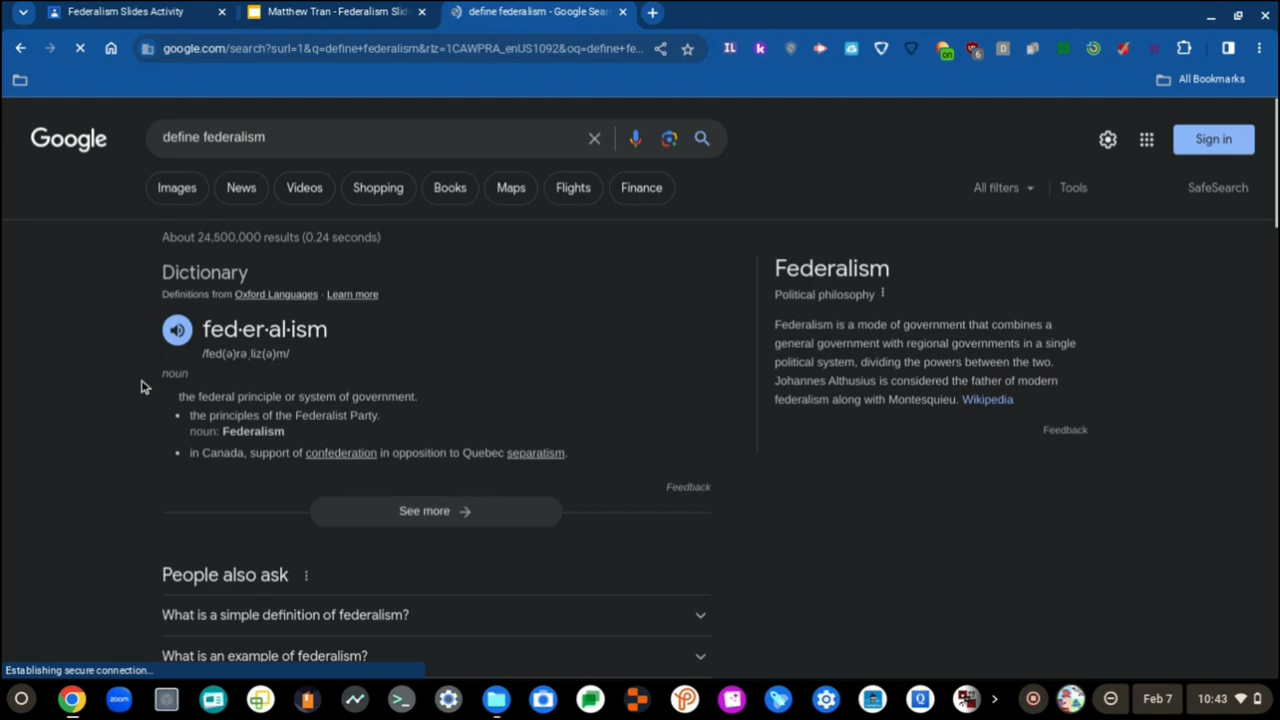 Federalism Slides Activity
Matthew Tran - Federalism Slid
define federalism - Google Sear
google.com/search?surl=1&q=define+federalism&rlz=1CAWPRA_enUS1092&oq=define+fe...
IL
k
on
6
D
All Bookmarks
Google
define federalism
Sign in
Images
News
Videos
Shopping
Books
Maps
Flights
Finance
All filters
Tools
SafeSearch
About 24,500,000 results (0.24 seconds)
Dictionary
Definitions from Oxford Languages · Learn more
fed·er·al·ism
/ˈfed(ə)rəˌliz(ə)m/
noun
the federal principle or system of government.
• the principles of the Federalist Party.
noun: Federalism
• in Canada, support of confederation in opposition to Quebec separatism.
Feedback
See more
Federalism
Political philosophy
Federalism is a mode of government that combines a
general government with regional governments in a single
political system, dividing the powers between the two.
Johannes Althusius is considered the father of modern
federalism along with Montesquieu. Wikipedia
Feedback
People also ask
What is a simple definition of federalism?
What is an example of federalism?
Establishing secure connection...
zoom
Q
Feb 7
10:43